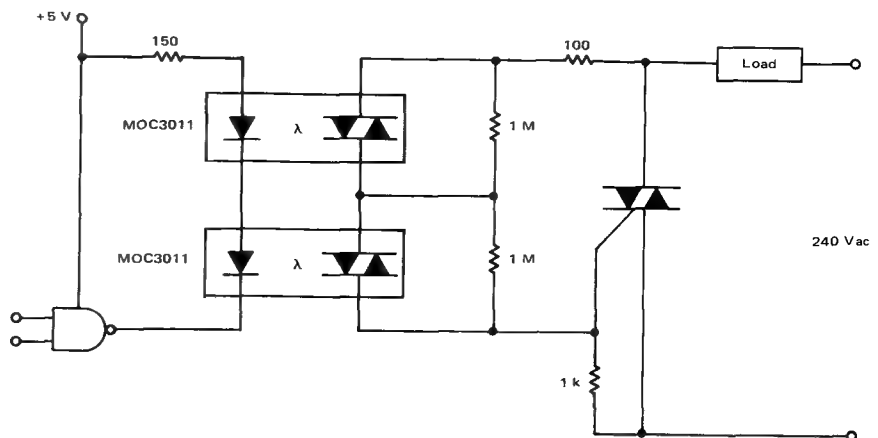 +5 V
150
100
Load
MOC3011
λ
1 M
MOC3011
λ
1 M
240 Vac
1 k